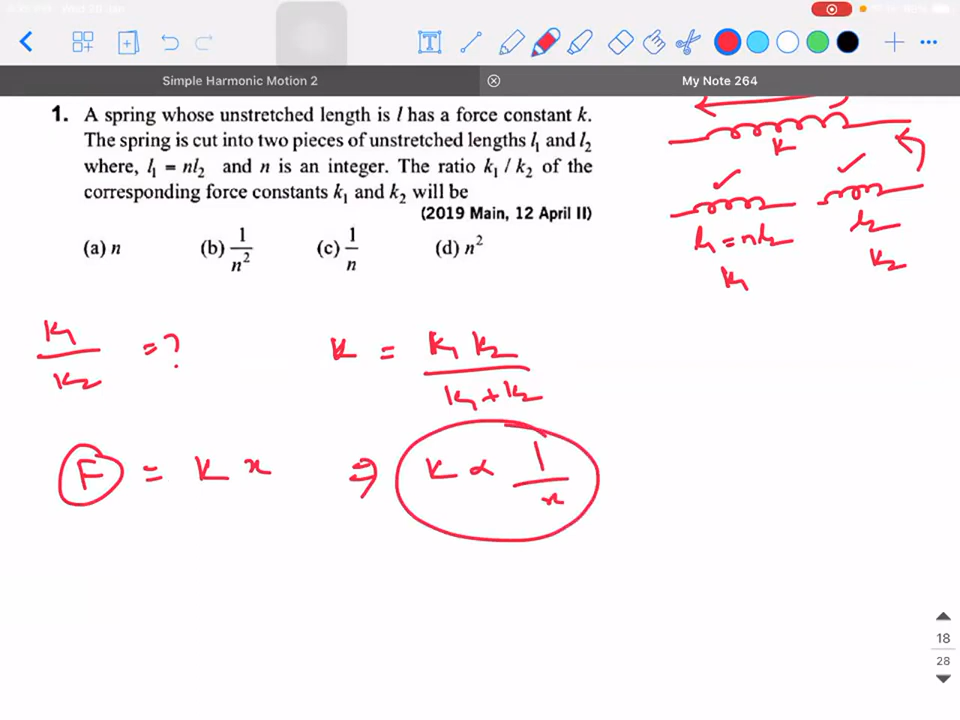 Simple Harmonic Motion 2
My Note 264
1. A spring whose unstretched length is l has a force constant k.
The spring is cut into two pieces of unstretched lengths l₁ and l₂
where, l₁ = nl₂ and n is an integer. The ratio k₁ / k₂ of the
corresponding force constants k₁ and k₂ will be
(2019 Main, 12 April II)
(a) n (b) 1/n² (c) 1/n (d) n²
K
l₁ = nl₂ l₂
K₁ K₂
K₁/K₂ = ? K = K₁ K₂/K₁ + K₂
F = K x ⇒ K ∝ 1/x
18
28